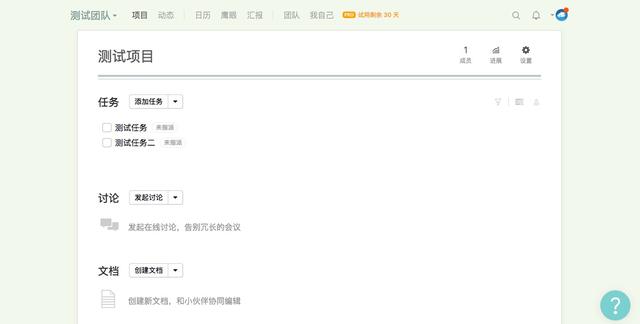 测试团队 项目 动态 日历 鹰眼 汇报 团队 我自己 PRO 试用剩余 30 天
测试项目
1
成员 进展 设置
任务 添加任务
测试任务 未指派
测试任务二 未指派
讨论 发起讨论
发起在线讨论，告别冗长的会议
文档 创建文档
创建新文档，和小伙伴协同编辑
?